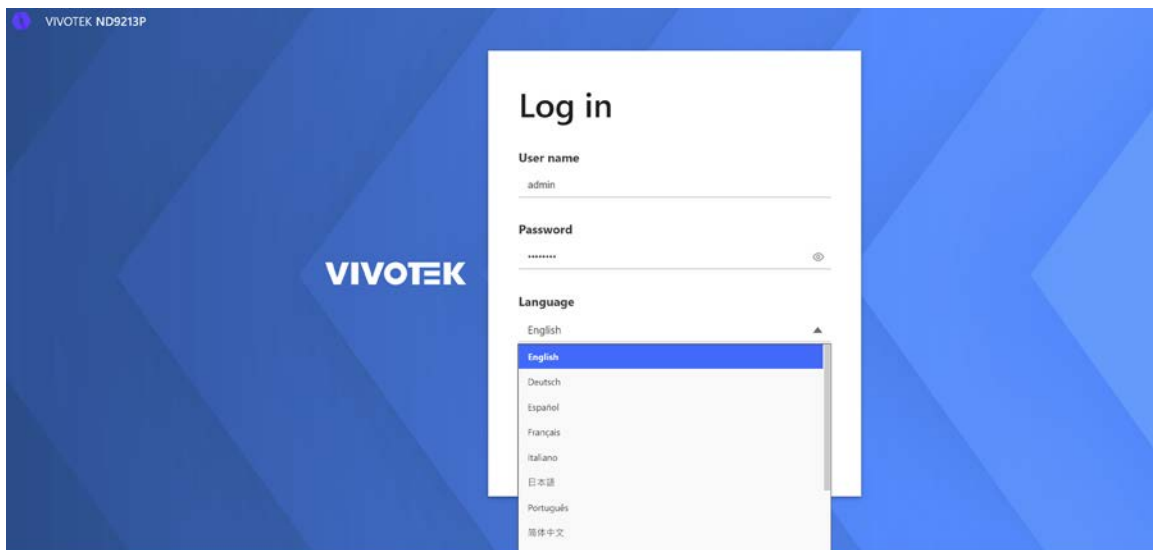 VIVOTEK ND9213P
Log in
User name
admin
Password
••••••••
VIVOTEK
Language
English
English
Deutsch
Español
Français
italiano
日本語
Português
简体中文